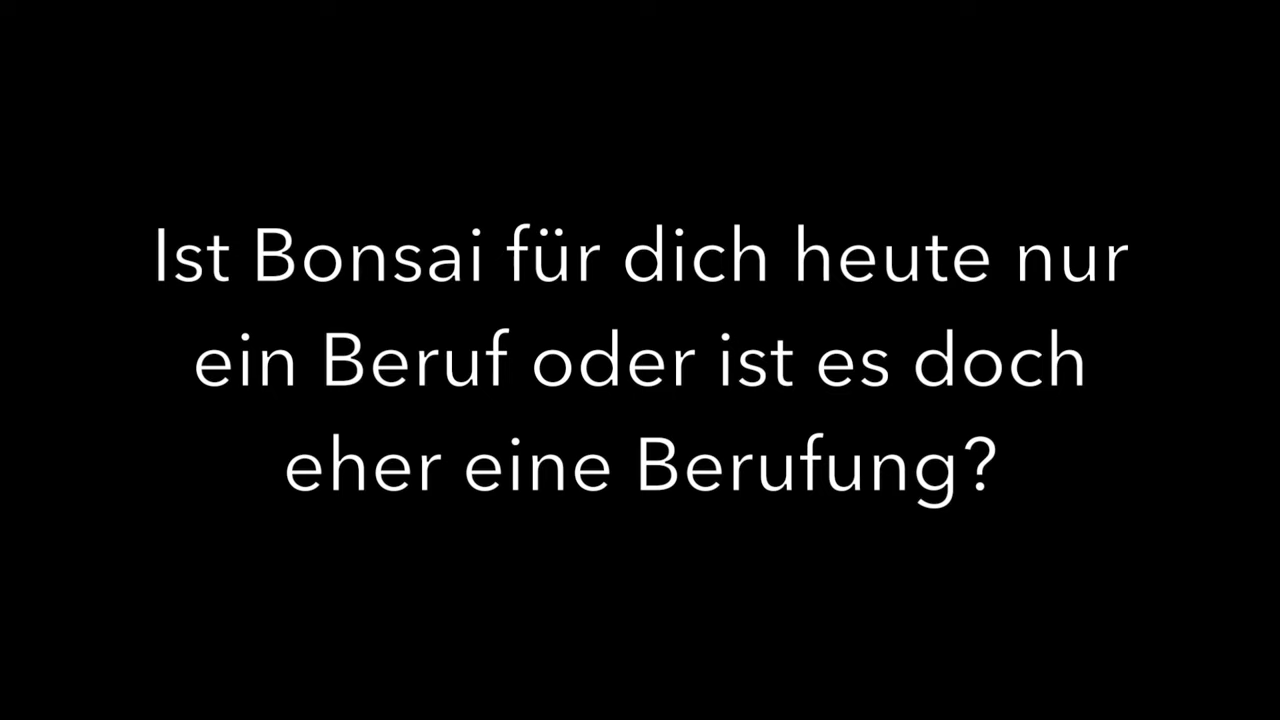 Ist Bonsai für dich heute nur
ein Beruf oder ist es doch
eher eine Berufung?